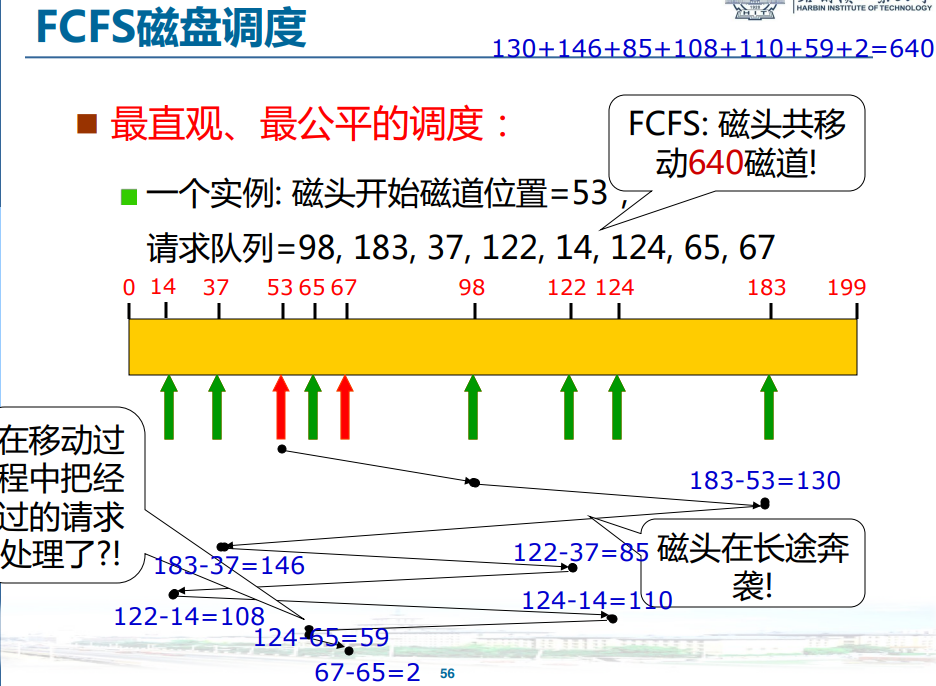 FCFS磁盘调度
HARBIN INSTITUTE OF TECHNOLOGY
130+146+85+108+110+59+2=640
最直观、最公平的调度：
FCFS: 磁头共移
动640磁道!
一个实例: 磁头开始磁道位置=53，
请求队列=98, 183, 37, 122, 14, 124, 65, 67
0 14 37 53 65 67 98 122 124 183 199
在移动过
程中把经
过的请求
处理了?!
183-53=130
122-37=85
磁头在长途奔
袭!
183-37=146
124-14=110
122-14=108
124-65=59
67-65=2
56